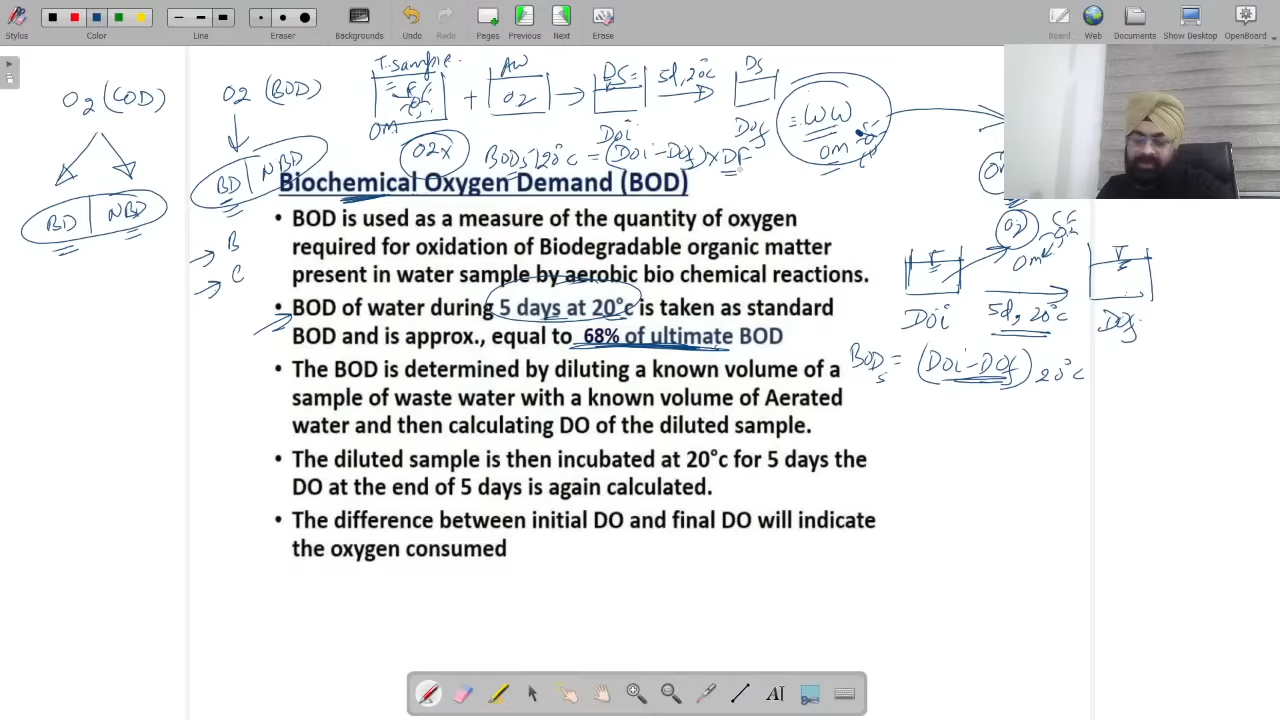 Stylus
Color
Line
Eraser
Backgrounds
Undo
Redo
Pages
Previous
Next
Erase
Board
Web
Documents
Show Desktop
OpenBoard
O2 (COD)
BD | NBD
O2 (BOD)
BD | NBD
B
C
T. sample
OM
O2X
+
AW
O2
DS
DOi
5d, 20°C
DS
DOf
BOD5 20°C = (DOi-DOf) x DF
WW
OM
Biochemical Oxygen Demand (BOD)
• BOD is used as a measure of the quantity of oxygen
required for oxidation of Biodegradable organic matter
present in water sample by aerobic bio chemical reactions.
• BOD of water during 5 days at 20°c is taken as standard
BOD and is approx., equal to 68% of ultimate BOD
• The BOD is determined by diluting a known volume of a
sample of waste water with a known volume of Aerated
water and then calculating DO of the diluted sample.
• The diluted sample is then incubated at 20°c for 5 days the
DO at the end of 5 days is again calculated.
• The difference between initial DO and final DO will indicate
the oxygen consumed
O2
OM
DOi
5d, 20°C
DOf
BOD5 = (DOi-DOf) 20°C